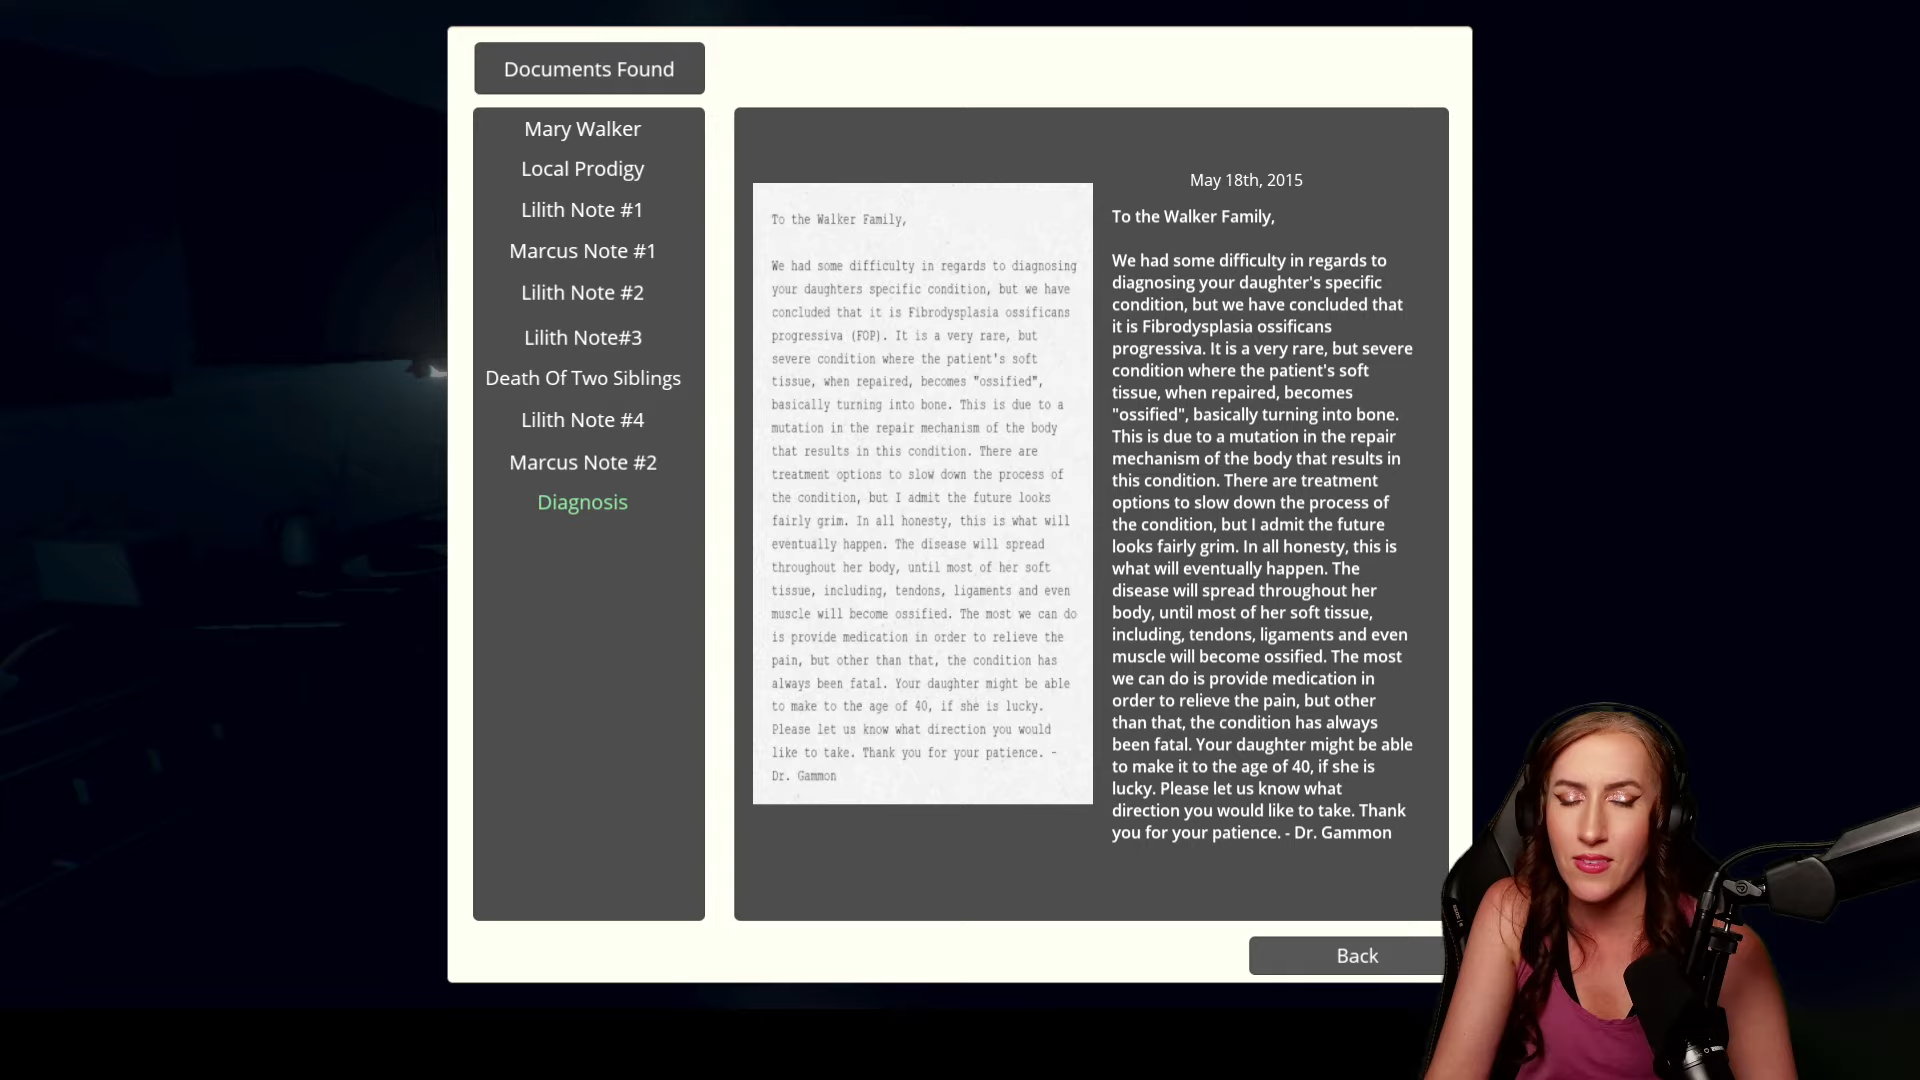 Documents Found
Mary Walker
Local Prodigy
Lilith Note #1
Marcus Note #1
Lilith Note #2
Lilith Note#3
Death Of Two Siblings
Lilith Note #4
Marcus Note #2
Diagnosis
To the Walker Family,
We had some difficulty in regards to diagnosing
your daughters specific condition, but we have
concluded that it is Fibrodysplasia ossificans
progressiva (FOP). It is a very rare, but
severe condition where the patient's soft
tissue, when repaired, becomes "ossified",
basically turning into bone. This is due to a
mutation in the repair mechanism of the body
that results in this condition. There are
treatment options to slow down the process of
the condition, but I admit the future looks
fairly grim. In all honesty, this is what will
eventually happen. The disease will spread
throughout her body, until most of her soft
tissue, including, tendons, ligaments and even
muscle will become ossified. The most we can do
is provide medication in order to relieve the
pain, but other than that, the condition has
always been fatal. Your daughter might be able
to make to the age of 40, if she is lucky.
Please let us know what direction you would
like to take. Thank you for your patience. -
Dr. Gammon
May 18th, 2015
To the Walker Family,
We had some difficulty in regards to
diagnosing your daughter's specific
condition, but we have concluded that
it is Fibrodysplasia ossificans
progressiva. It is a very rare, but severe
condition where the patient's soft
tissue, when repaired, becomes
"ossified", basically turning into bone.
This is due to a mutation in the repair
mechanism of the body that results in
this condition. There are treatment
options to slow down the process of
the condition, but I admit the future
looks fairly grim. In all honesty, this is
what will eventually happen. The
disease will spread throughout her
body, until most of her soft tissue,
including, tendons, ligaments and even
muscle will become ossified. The most
we can do is provide medication in
order to relieve the pain, but other
than that, the condition has always
been fatal. Your daughter might be able
to make it to the age of 40, if she is
lucky. Please let us know what
direction you would like to take. Thank
you for your patience. - Dr. Gammon
Back